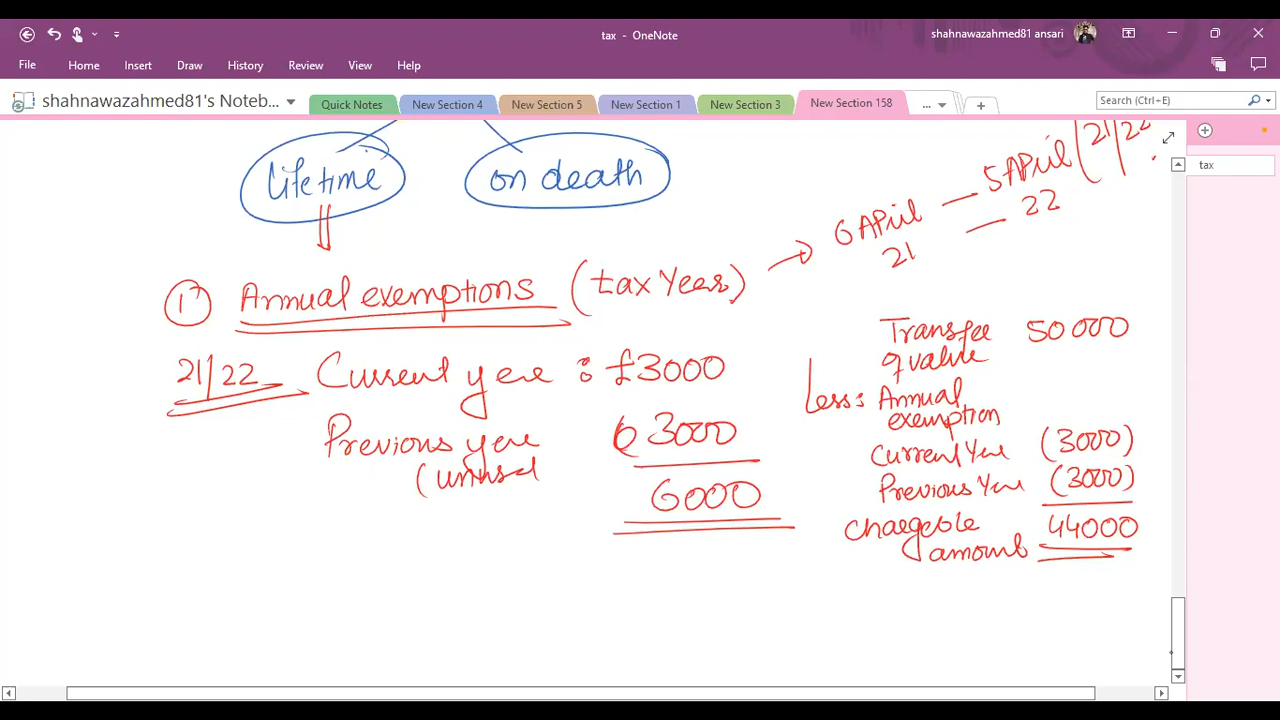 tax - OneNote
shahnawazahmed81 ansari
File Home Insert Draw History Review View Help
shahnawazahmed81's Noteb...
Quick Notes New Section 4 New Section 5 New Section 1 New Section 3 New Section 158 ...
Search (Ctrl+E)
tax
Lifetime
on death
6 April — 5 April (21/22
21 — 22
1 Annual exemptions (tax Year)
21/22 Current year : £3000
Previous year 3000
(unused
6000
Transfer 50000
of value
Less: Annual
exemption
Current Year (3000)
Previous Year (3000)
Chargeable 44000
amount